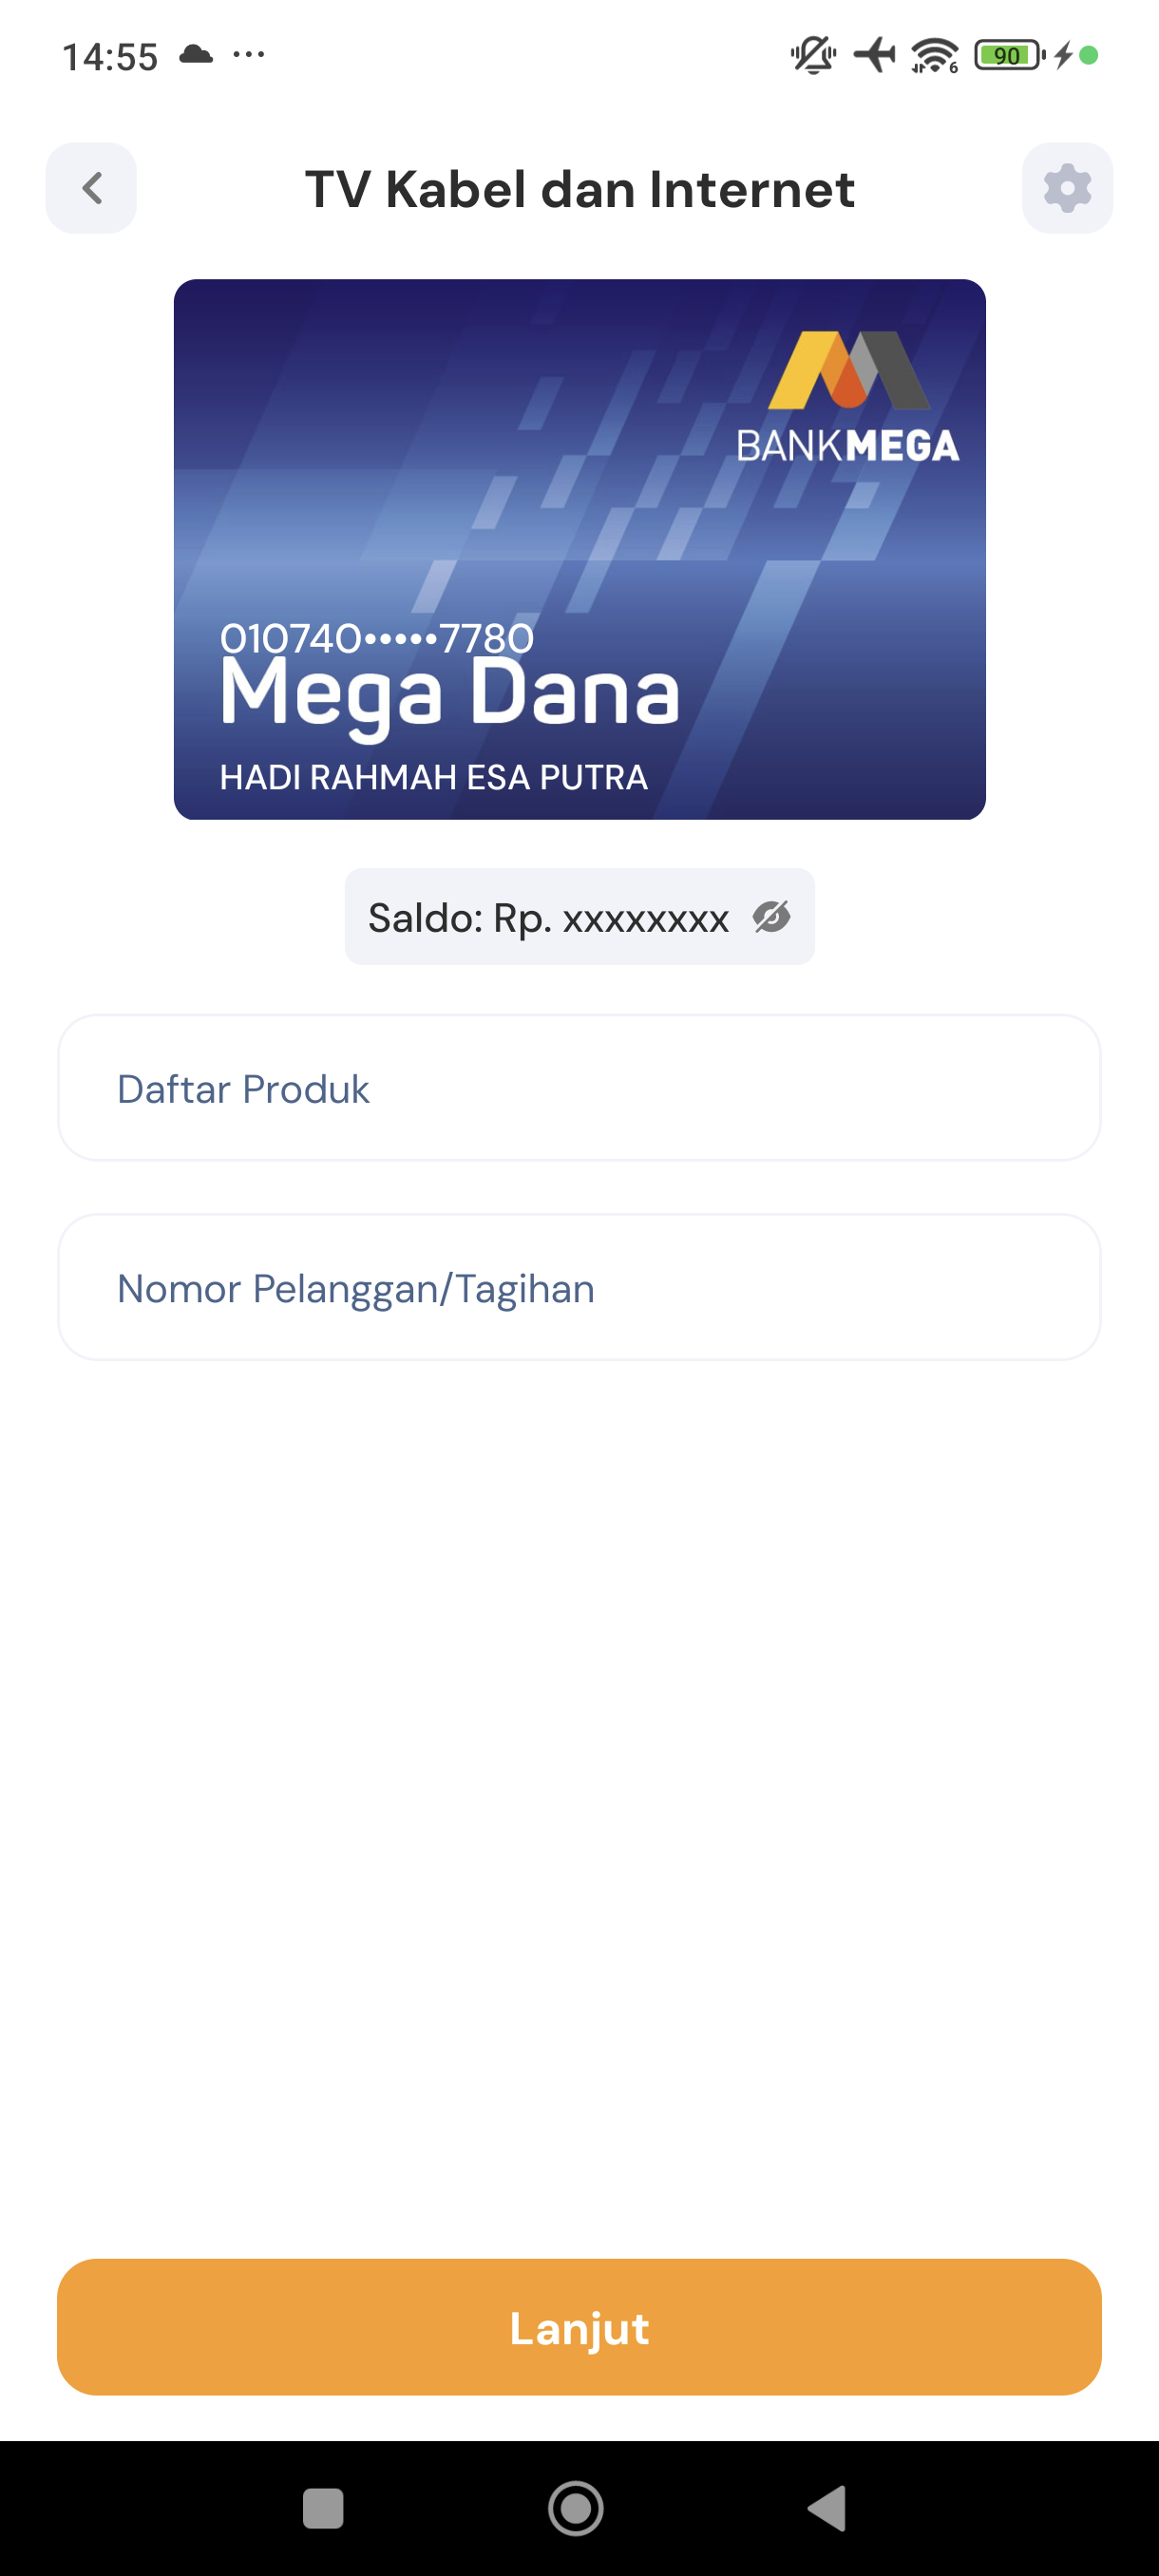 14:55
6
90
TV Kabel dan Internet
BANKMEGA
010740•••••7780
Mega Dana
HADI RAHMAH ESA PUTRA
Saldo: Rp. xxxxxxxx
Daftar Produk
Nomor Pelanggan/Tagihan
Lanjut